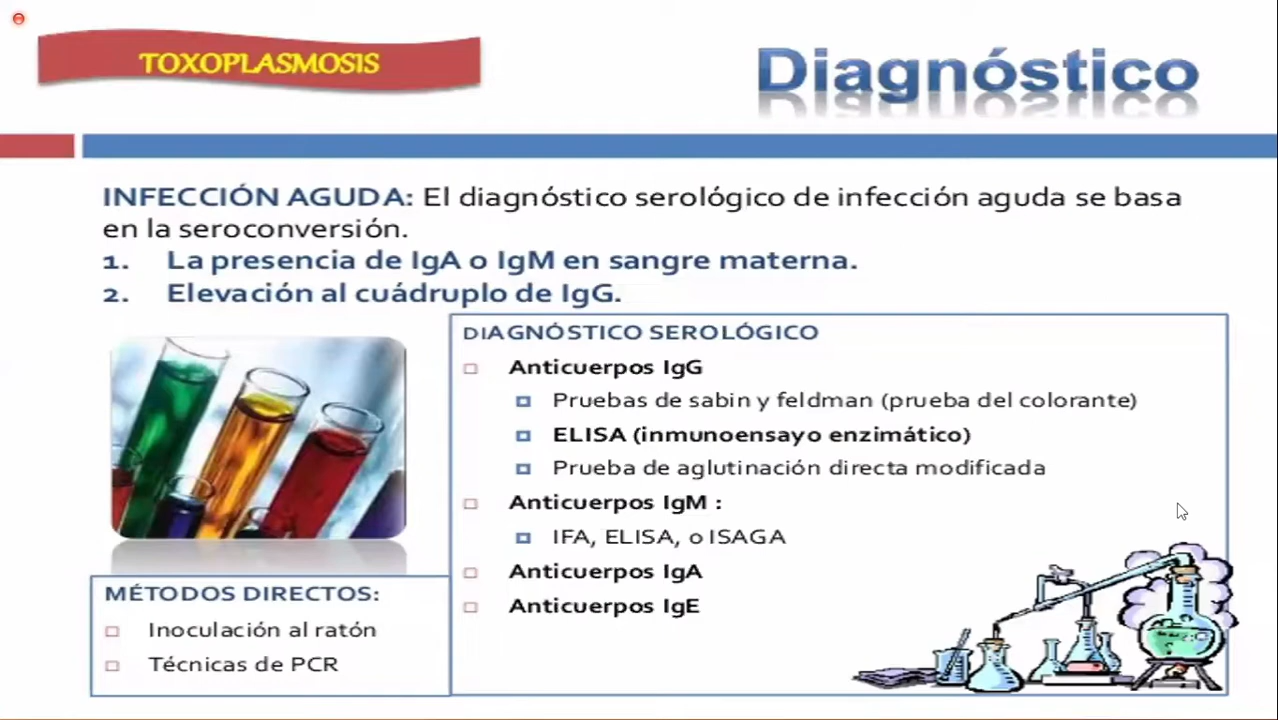 TOXOPLASMOSIS
Diagnóstico
INFECCIÓN AGUDA: El diagnóstico serológico de infección aguda se basa
en la seroconversión.
1. La presencia de IgA o IgM en sangre materna.
2. Elevación al cuádruplo de IgG.
DIAGNÓSTICO SEROLÓGICO
Anticuerpos IgG
Pruebas de sabin y feldman (prueba del colorante)
ELISA (inmunoensayo enzimático)
Prueba de aglutinación directa modificada
Anticuerpos IgM :
IFA, ELISA, o ISAGA
Anticuerpos IgA
Anticuerpos IgE
MÉTODOS DIRECTOS:
Inoculación al ratón
Técnicas de PCR